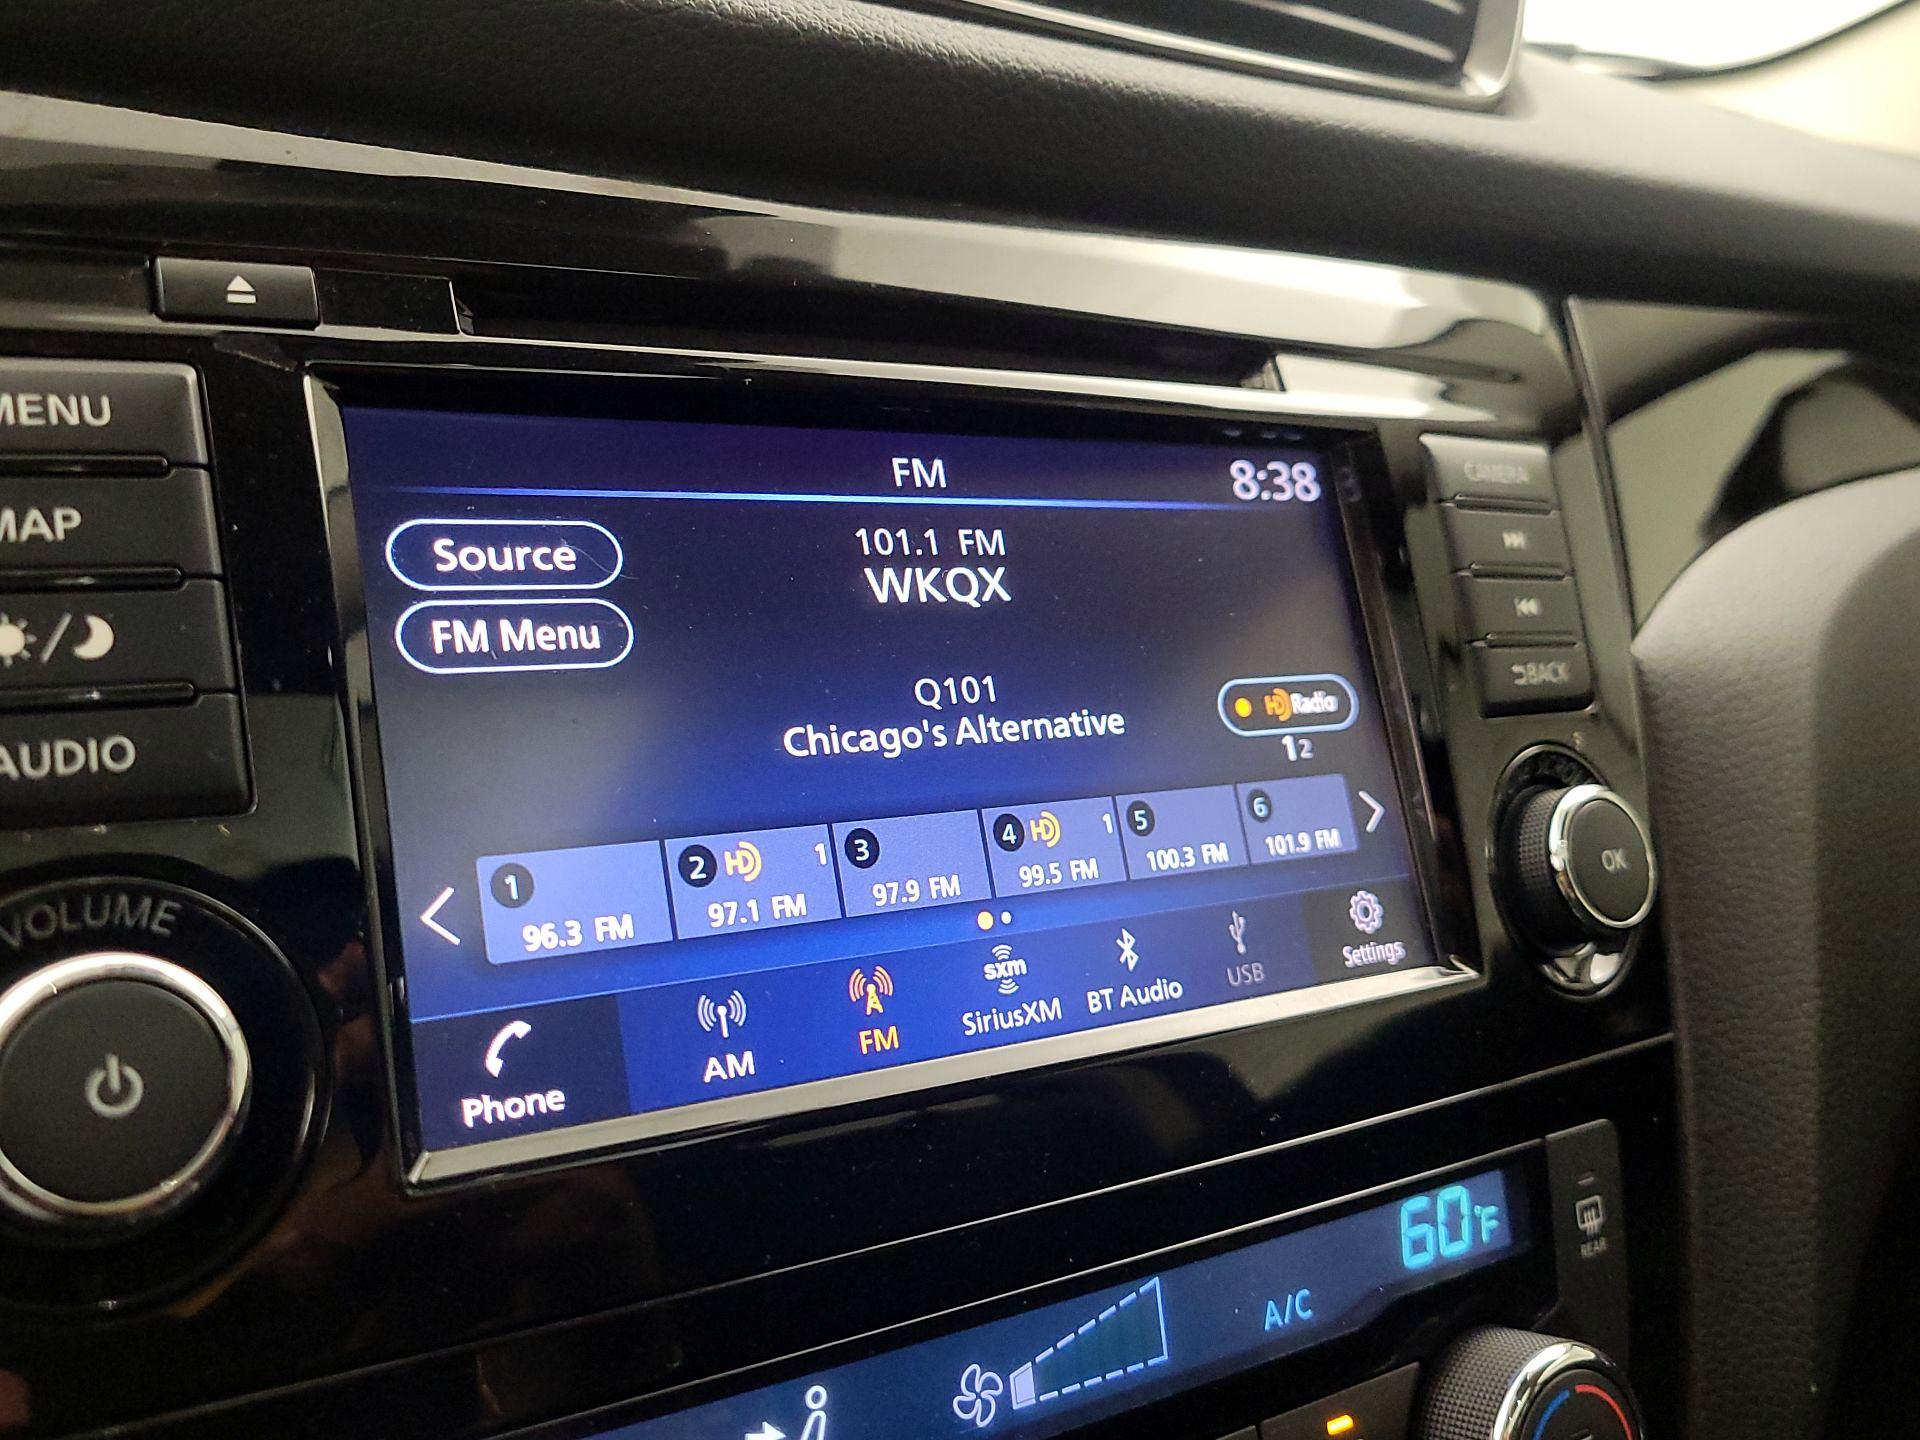 MENU
MAP
AUDIO
VOLUME
FM
8:38
Source
FM Menu
101.1 FM
WKQX
Q101
Chicago's Alternative
HD Radio
1 2
1
96.3 FM
2 HD 1
97.1 FM
3
97.9 FM
4 HD 1
99.5 FM
5
100.3 FM
6
101.9 FM
Phone
AM
FM
sxm
SiriusXM
BT Audio
USB
Settings
CAMERA
BACK
OK
60°F
A/C
REAR